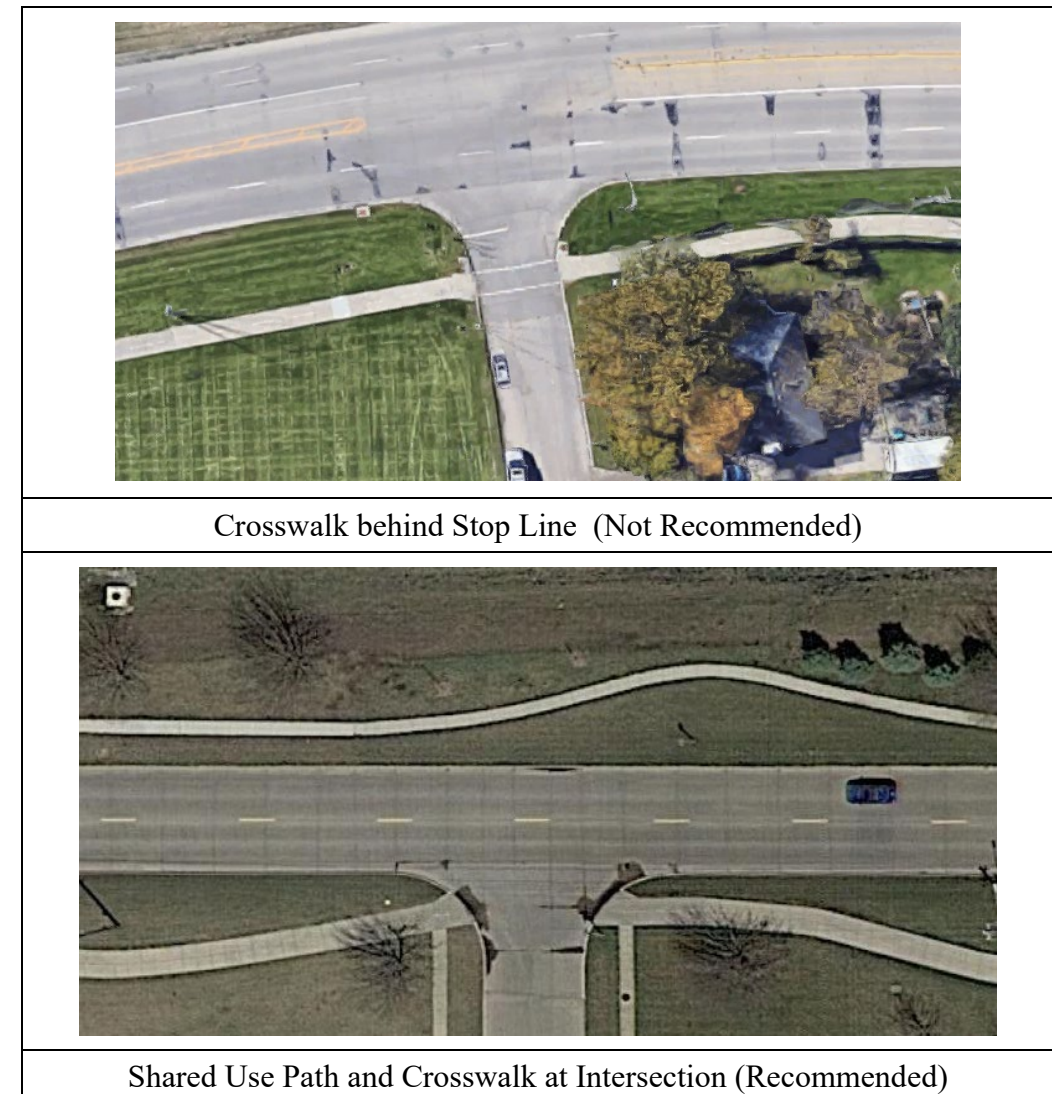 Crosswalk behind Stop Line (Not Recommended)
Shared Use Path and Crosswalk at Intersection (Recommended)